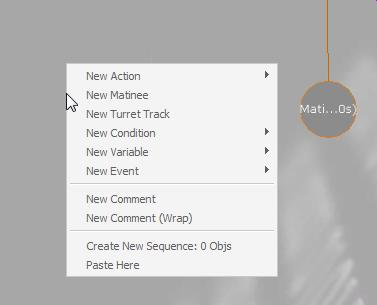 New Action
New Matinee
Mati...0s)
New Turret Track
New Condition
New Variable
New Event
New Comment
New Comment (Wrap)
Create New Sequence: 0 Objs
Paste Here